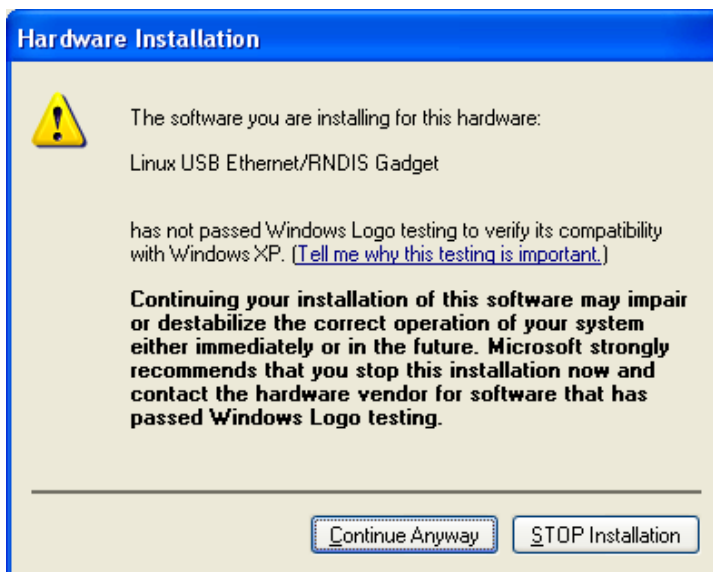 Hardware Installation
The software you are installing for this hardware:
Linux USB Ethernet/RNDIS Gadget
has not passed Windows Logo testing to verify its compatibility
with Windows XP. (Tell me why this testing is important.)
Continuing your installation of this software may impair
or destabilize the correct operation of your system
either immediately or in the future. Microsoft strongly
recommends that you stop this installation now and
contact the hardware vendor for software that has
passed Windows Logo testing.
Continue Anyway
STOP Installation